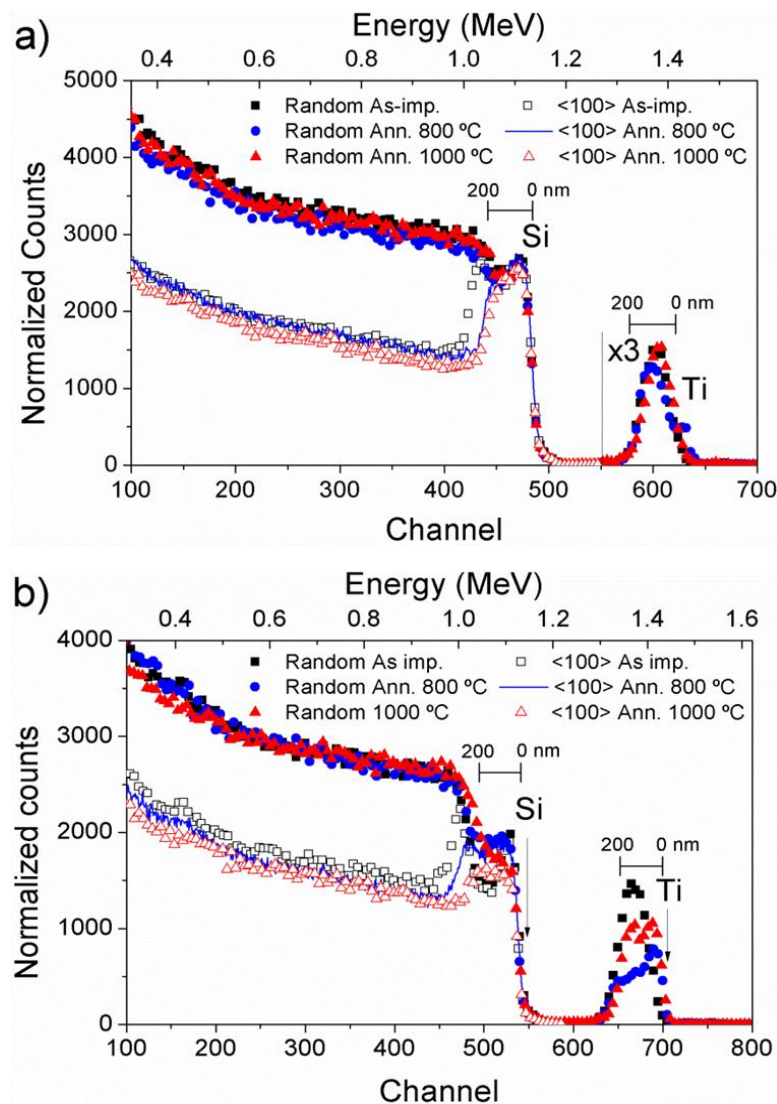 a)
Energy (MeV)
0.4 0.6 0.8 1.0 1.2 1.4
5000
4000
3000
2000
1000
0
Normalized Counts
Random As-imp. <100> As-imp.
Random Ann. 800 ºC <100> Ann. 800 ºC
Random Ann. 1000 ºC <100> Ann. 1000 ºC
200 0 nm
Si
200 0 nm
x3
Ti
100 200 300 400 500 600 700
Channel
b)
Energy (MeV)
0.4 0.6 0.8 1.0 1.2 1.4 1.6
4000
3000
2000
1000
0
Normalized counts
Random As imp. <100> As imp.
Random Ann. 800 ºC <100> Ann. 800 ºC
Random 1000 ºC <100> Ann. 1000 ºC
200 0 nm
Si
200 0 nm
Ti
100 200 300 400 500 600 700 800
Channel